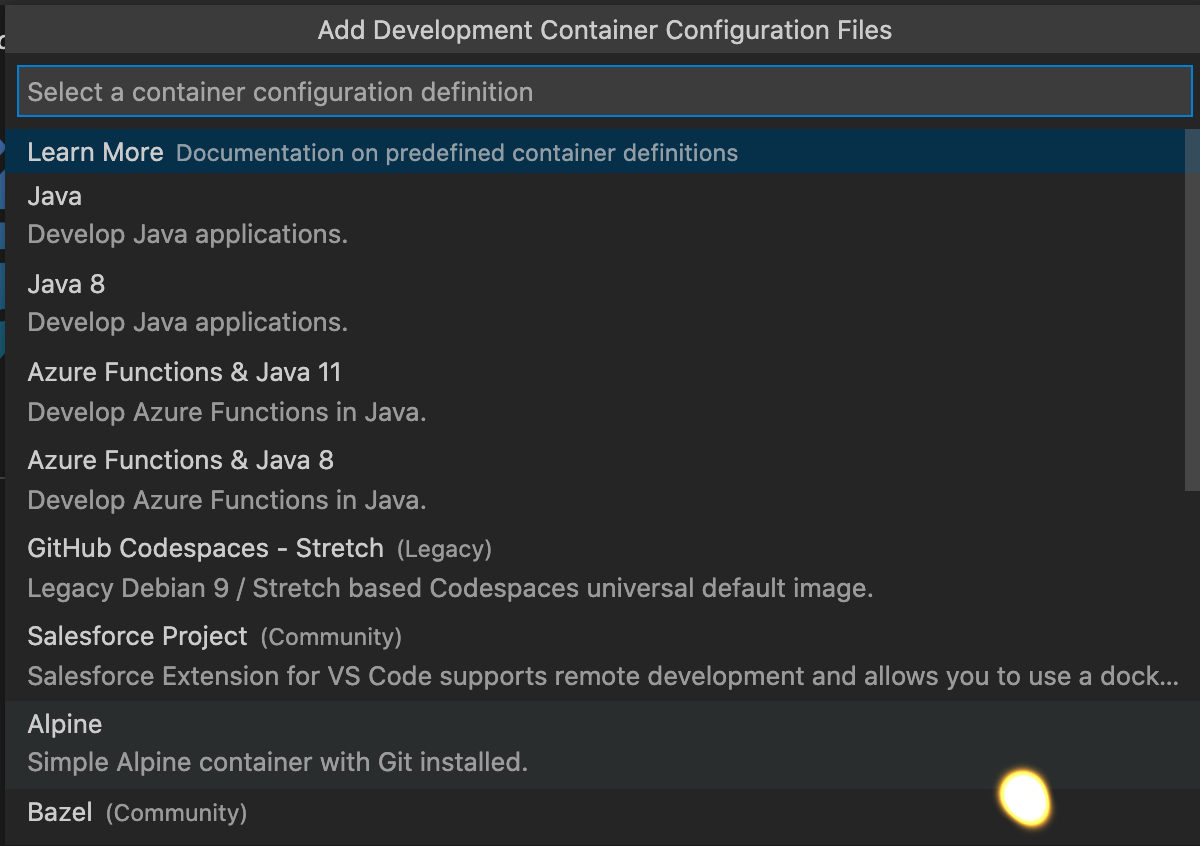 Add Development Container Configuration Files
Select a container configuration definition
Learn More Documentation on predefined container definitions
Java
Develop Java applications.
Java 8
Develop Java applications.
Azure Functions & Java 11
Develop Azure Functions in Java.
Azure Functions & Java 8
Develop Azure Functions in Java.
GitHub Codespaces - Stretch (Legacy)
Legacy Debian 9 / Stretch based Codespaces universal default image.
Salesforce Project (Community)
Salesforce Extension for VS Code supports remote development and allows you to use a dock...
Alpine
Simple Alpine container with Git installed.
Bazel (Community)